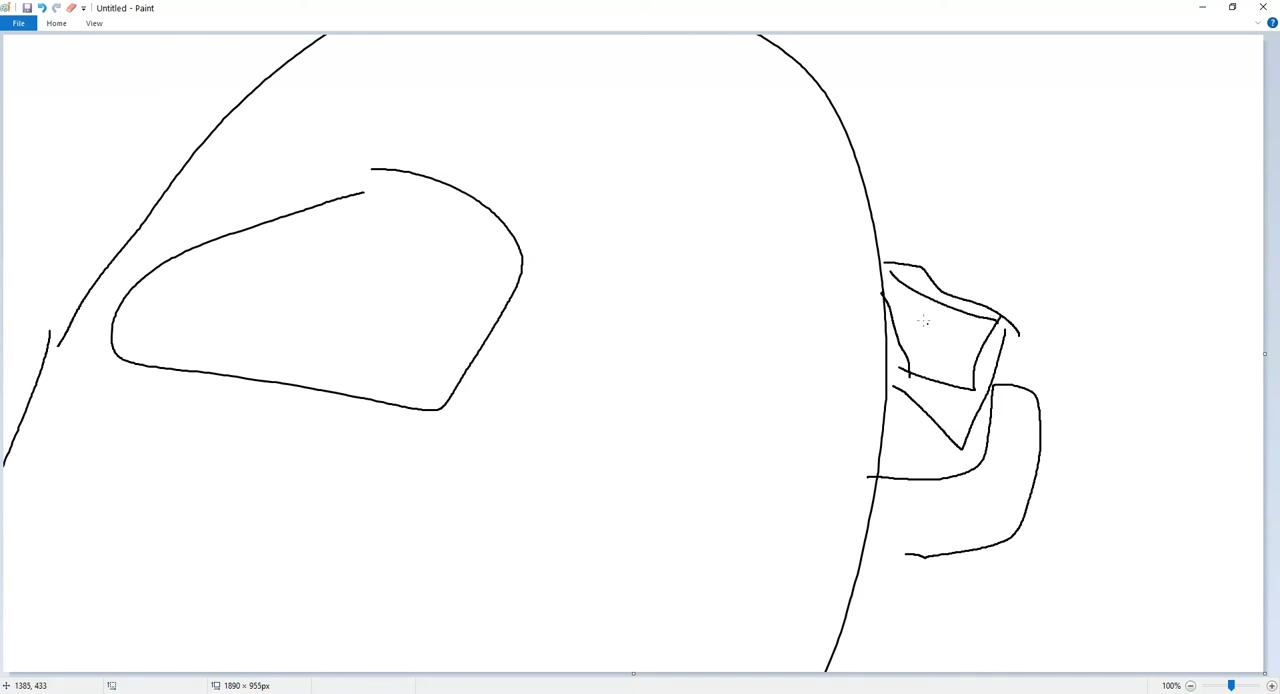 Untitled - Paint
File Home View
1385, 433
1890 × 955px
100%